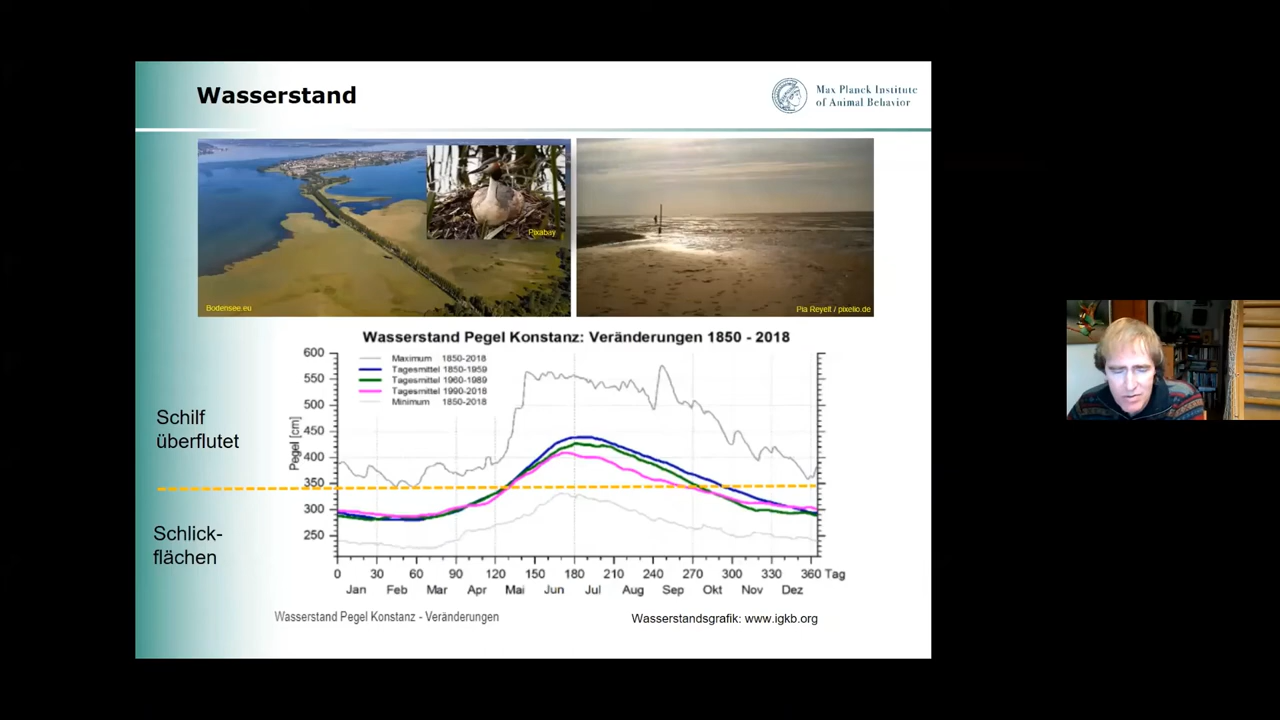 Wasserstand
Max Planck Institute
of Animal Behavior
Pixabay
Bodensee.eu
Pia Reyelt / pixelio.de
Wasserstand Pegel Konstanz: Veränderungen 1850 - 2018
Maximum 1850-2018
Tagesmittel 1850-1959
Tagesmittel 1960-1989
Tagesmittel 1990-2018
Minimum 1850-2018
600
550
500
450
400
350
300
250
Pegel [cm]
Schilf
überflutet
Schlick-
flächen
0 30 60 90 120 150 180 210 240 270 300 330 360 Tag
Jan Feb Mar Apr Mai Jun Jul Aug Sep Okt Nov Dez
Wasserstand Pegel Konstanz - Veränderungen
Wasserstandsgrafik: www.igkb.org